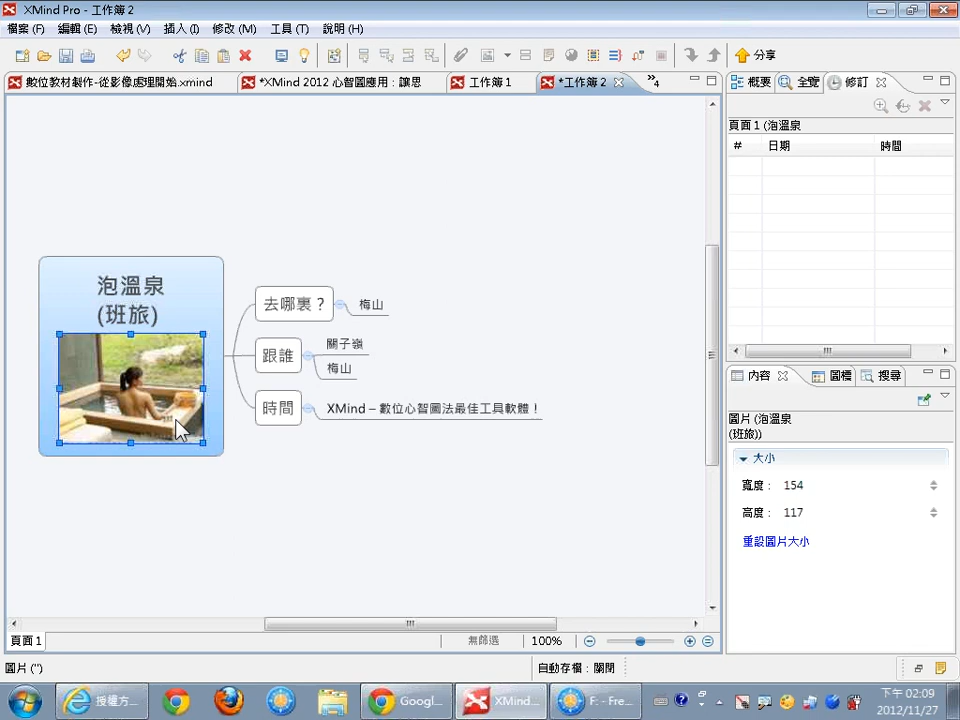 XMind Pro - 工作簿 2
檔案 (F) 編輯 (E) 檢視 (V) 插入 (I) 修改 (M) 工具 (T) 說明 (H)
分享
數位教材製作-從影像處理開始.xmind *XMind 2012 心智圖應用：讓思 工作簿 1 *工作簿 2 »4
概要 全覽 修訂
頁面 1 (泡溫泉
# 日期 時間
泡溫泉
(班旅)
去哪裏？
梅山
跟誰
關子嶺
梅山
時間
XMind – 數位心智圖法最佳工具軟體！
內容 圖檔 搜尋
圖片 (泡溫泉
(班旅))
大小
寬度： 154
高度： 117
重設圖片大小
頁面 1
無篩選 100%
圖片 ('')
自動存檔：關閉
授權方...
Googl...
XMind...
F: - Fre...
下午 02:09
2012/11/27